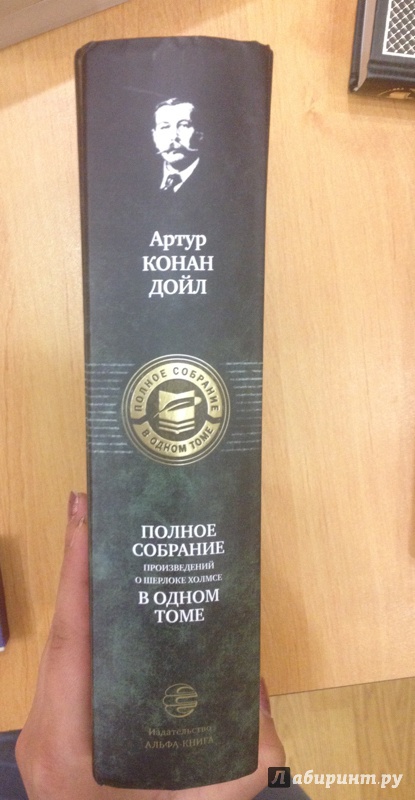 Артур
КОНАН
ДОЙЛ
ПОЛНОЕ СОБРАНИЕ
В ОДНОМ ТОМЕ
ПОЛНОЕ
СОБРАНИЕ
ПРОИЗВЕДЕНИЙ
О ШЕРЛОКЕ ХОЛМСЕ
В ОДНОМ
ТОМЕ
Издательство
АЛЬФА-КНИГА
Лабиринт.ру